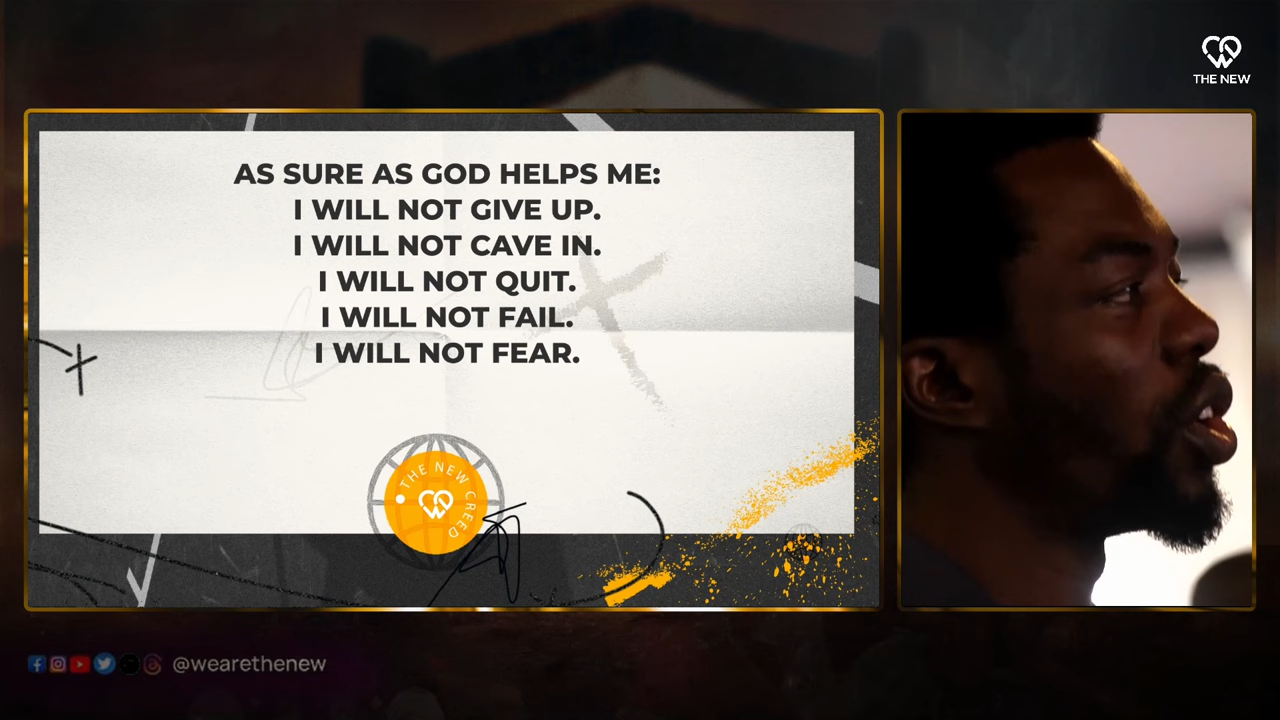 THE NEW
AS SURE AS GOD HELPS ME:
I WILL NOT GIVE UP.
I WILL NOT CAVE IN.
I WILL NOT QUIT.
I WILL NOT FAIL.
I WILL NOT FEAR.
THE NEW CREED
@wearethenew